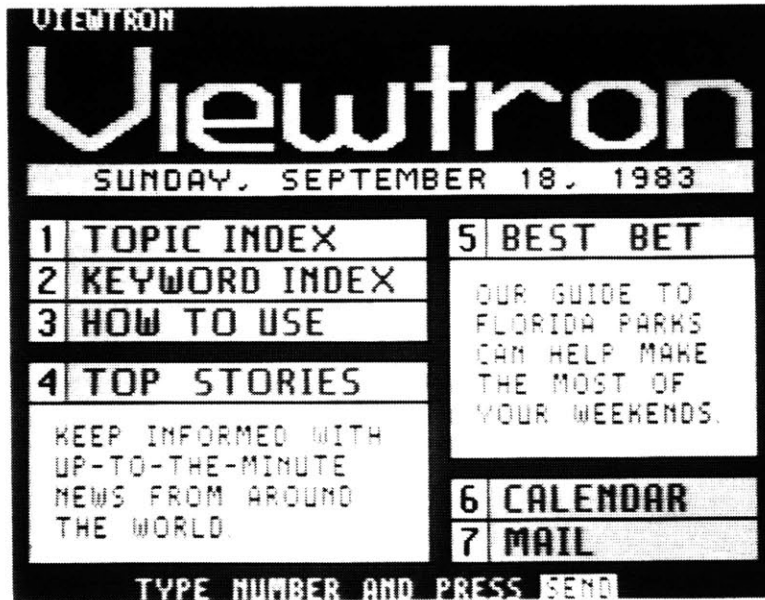 VIEWTRON
Viewtron
SUNDAY, SEPTEMBER 18, 1983
1 TOPIC INDEX
2 KEYWORD INDEX
3 HOW TO USE
4 TOP STORIES
KEEP INFORMED WITH
UP-TO-THE-MINUTE
NEWS FROM AROUND
THE WORLD.
5 BEST BET
OUR GUIDE TO
FLORIDA PARKS
CAN HELP MAKE
THE MOST OF
YOUR WEEKENDS.
6 CALENDAR
7 MAIL
TYPE NUMBER AND PRESS SEND